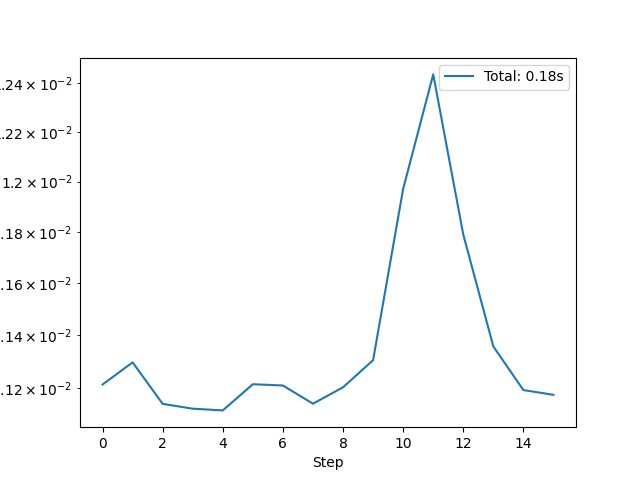 Total: 0.18s
.24 × 10⁻²
.22 × 10⁻²
1.2 × 10⁻²
.18 × 10⁻²
.16 × 10⁻²
.14 × 10⁻²
.12 × 10⁻²
0 2 4 6 8 10 12 14
Step